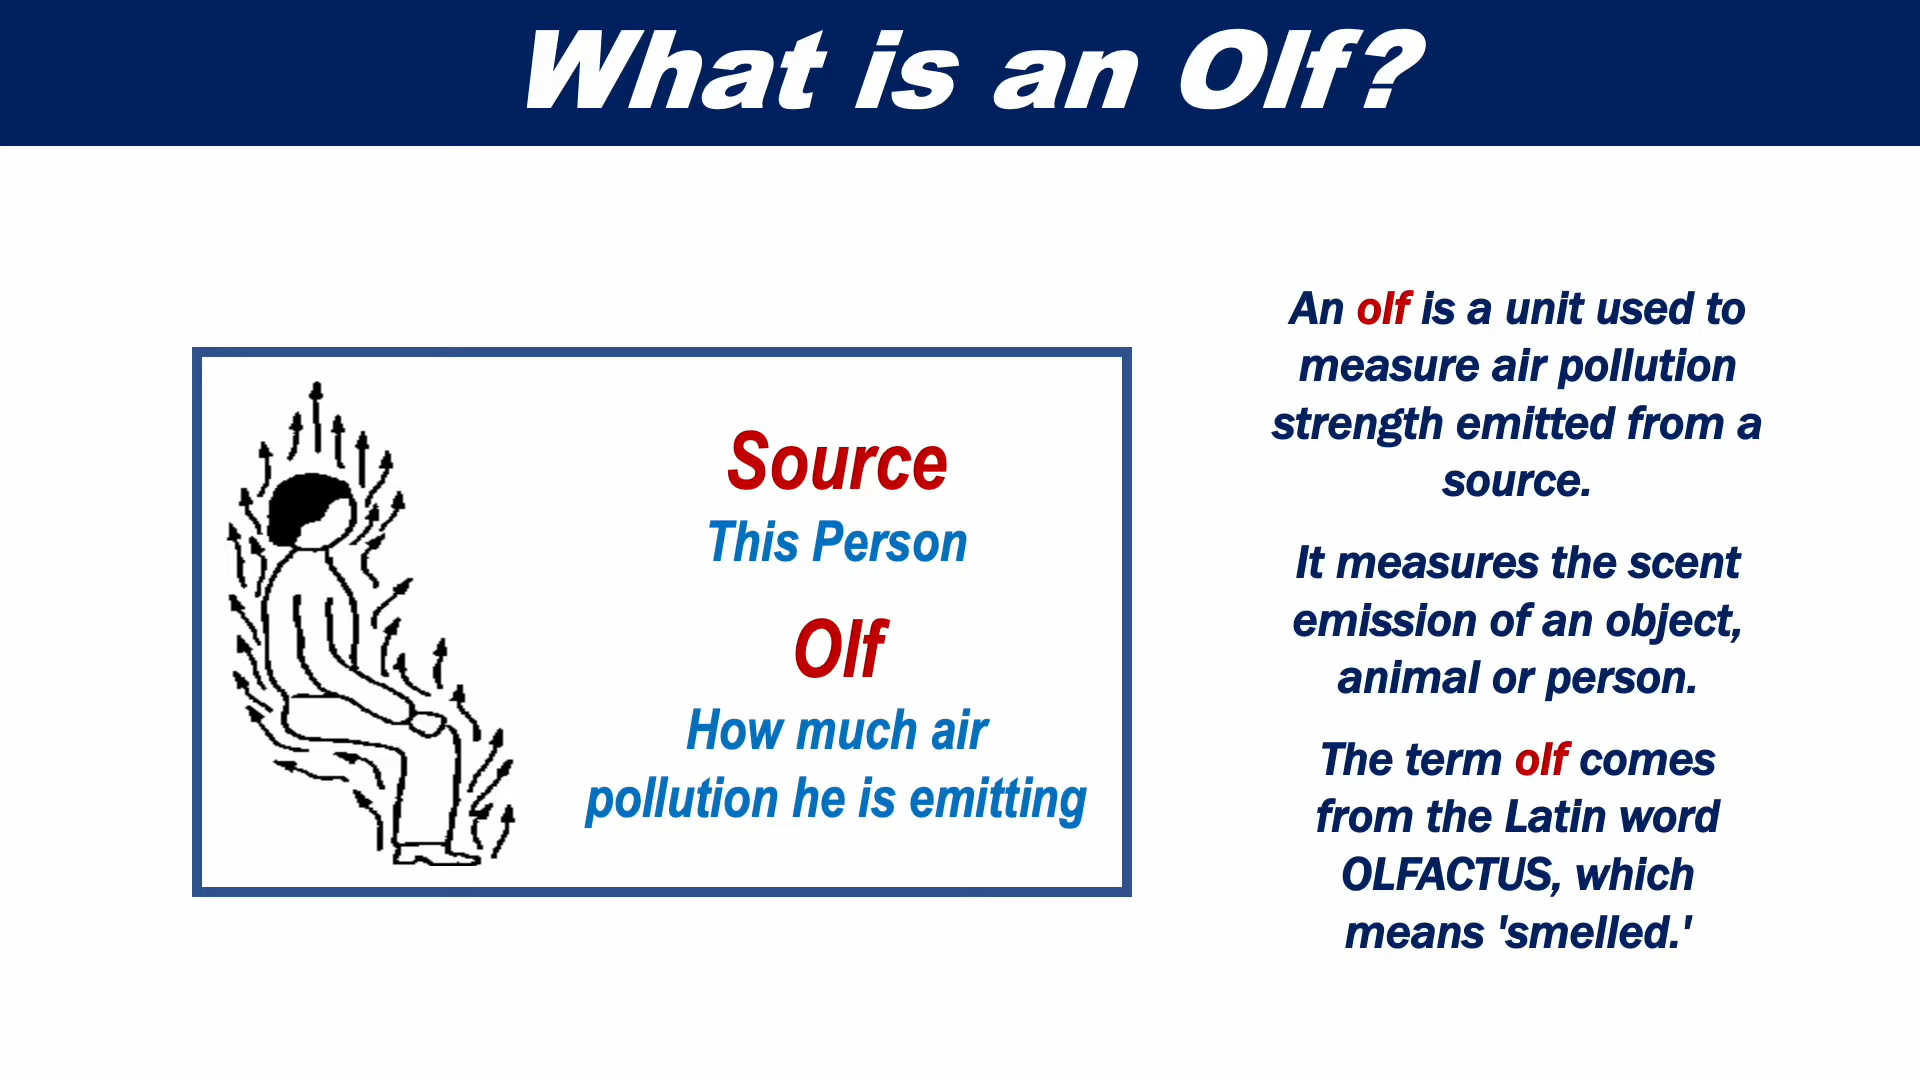 What is an Olf?
Source
This Person
Olf
How much air
pollution he is emitting
An olf is a unit used to
measure air pollution
strength emitted from a
source.
It measures the scent
emission of an object,
animal or person.
The term olf comes
from the Latin word
OLFACTUS, which
means 'smelled.'